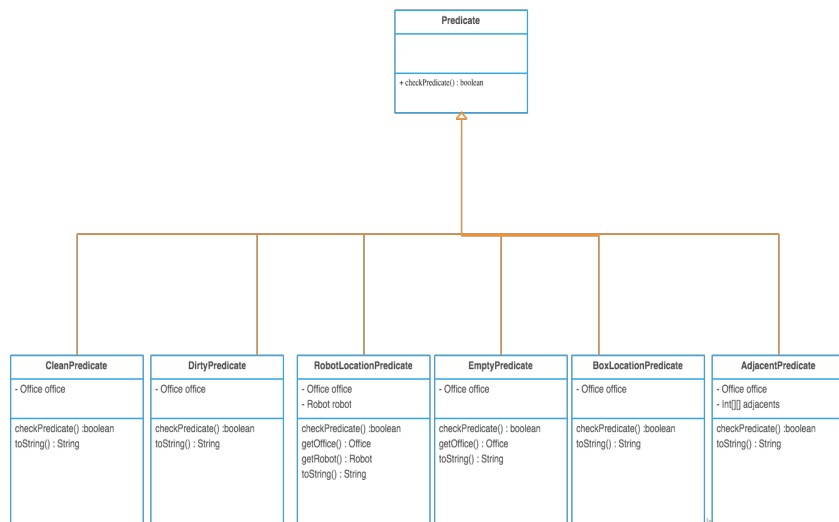 Predicate
+ checkPredicate() : boolean
CleanPredicate
- Office office
checkPredicate() :boolean
toString() : String
DirtyPredicate
- Office office
checkPredicate() :boolean
toString() : String
RobotLocationPredicate
- Office office
- Robot robot
checkPredicate() :boolean
getOffice() : Office
getRobot() : Robot
toString() : String
EmptyPredicate
- Office office
checkPredicate() : boolean
getOffice() : Office
toString() : String
BoxLocationPredicate
- Office office
checkPredicate() :boolean
toString() : String
AdjacentPredicate
- Office office
- Int[][] adjacents
checkPredicate() :boolean
toString() : String